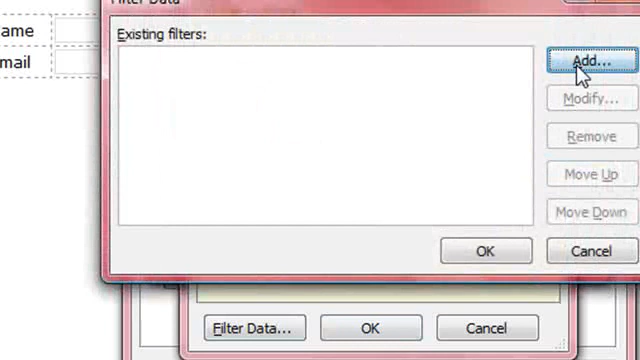 Filter Data
ame
Existing filters:
mail
Add...
Modify...
Remove
Move Up
Move Down
OK
Cancel
Filter Data...
OK
Cancel